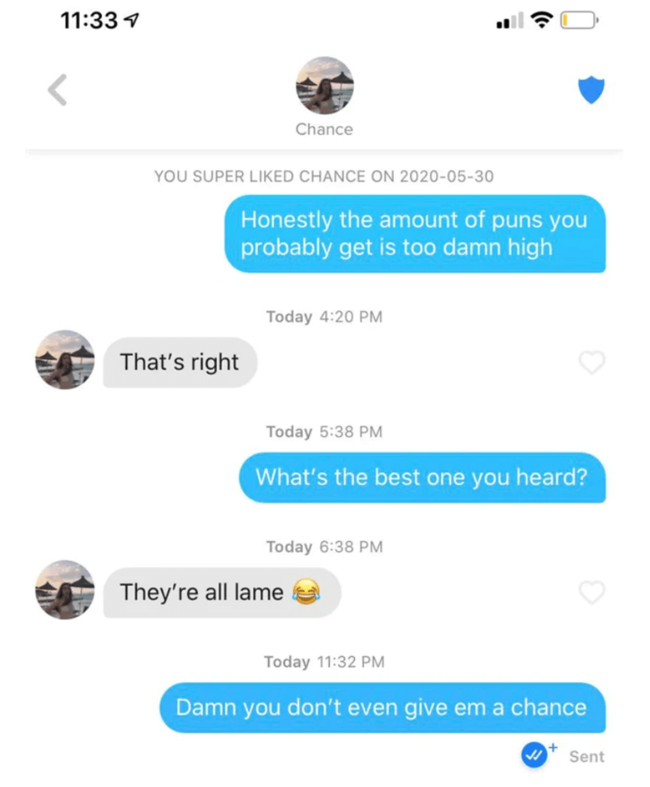 11:33
Chance
YOU SUPER LIKED CHANCE ON 2020-05-30
Honestly the amount of puns you
probably get is too damn high
Today 4:20 PM
That's right
Today 5:38 PM
What's the best one you heard?
Today 6:38 PM
They're all lame 😂
Today 11:32 PM
Damn you don't even give em a chance
Sent